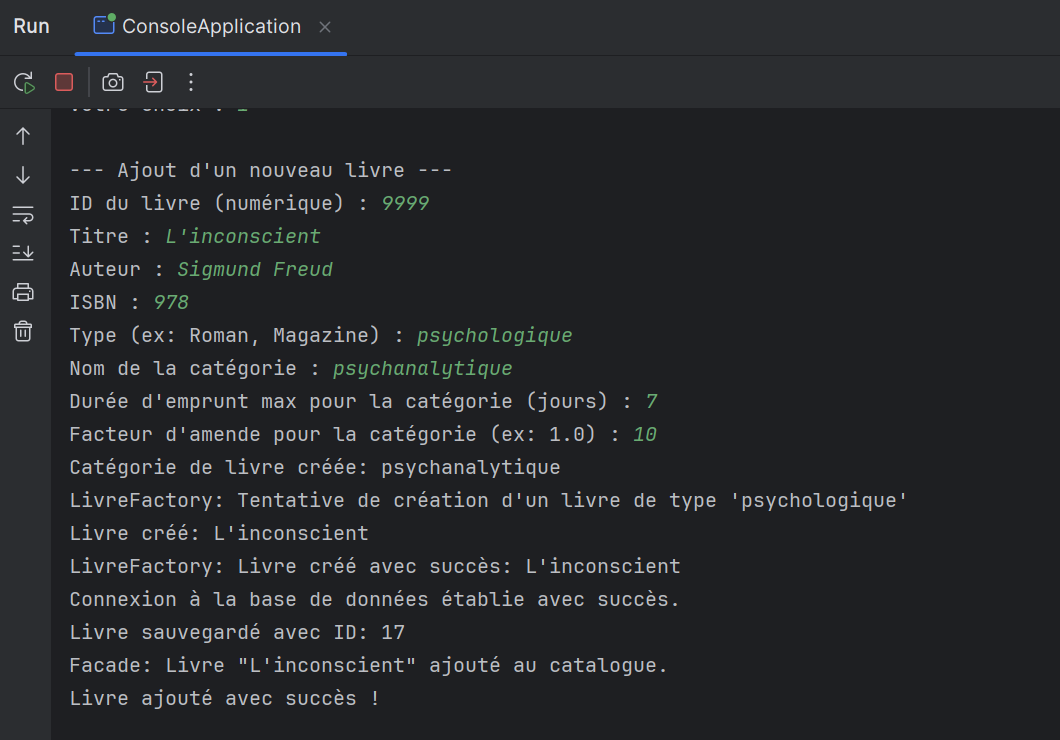 Run
ConsoleApplication
--- Ajout d'un nouveau livre ---
ID du livre (numérique) : 9999
Titre : L'inconscient
Auteur : Sigmund Freud
ISBN : 978
Type (ex: Roman, Magazine) : psychologique
Nom de la catégorie : psychanalytique
Durée d'emprunt max pour la catégorie (jours) : 7
Facteur d'amende pour la catégorie (ex: 1.0) : 10
Catégorie de livre créée: psychanalytique
LivreFactory: Tentative de création d'un livre de type 'psychologique'
Livre créé: L'inconscient
LivreFactory: Livre créé avec succès: L'inconscient
Connexion à la base de données établie avec succès.
Livre sauvegardé avec ID: 17
Facade: Livre "L'inconscient" ajouté au catalogue.
Livre ajouté avec succès !